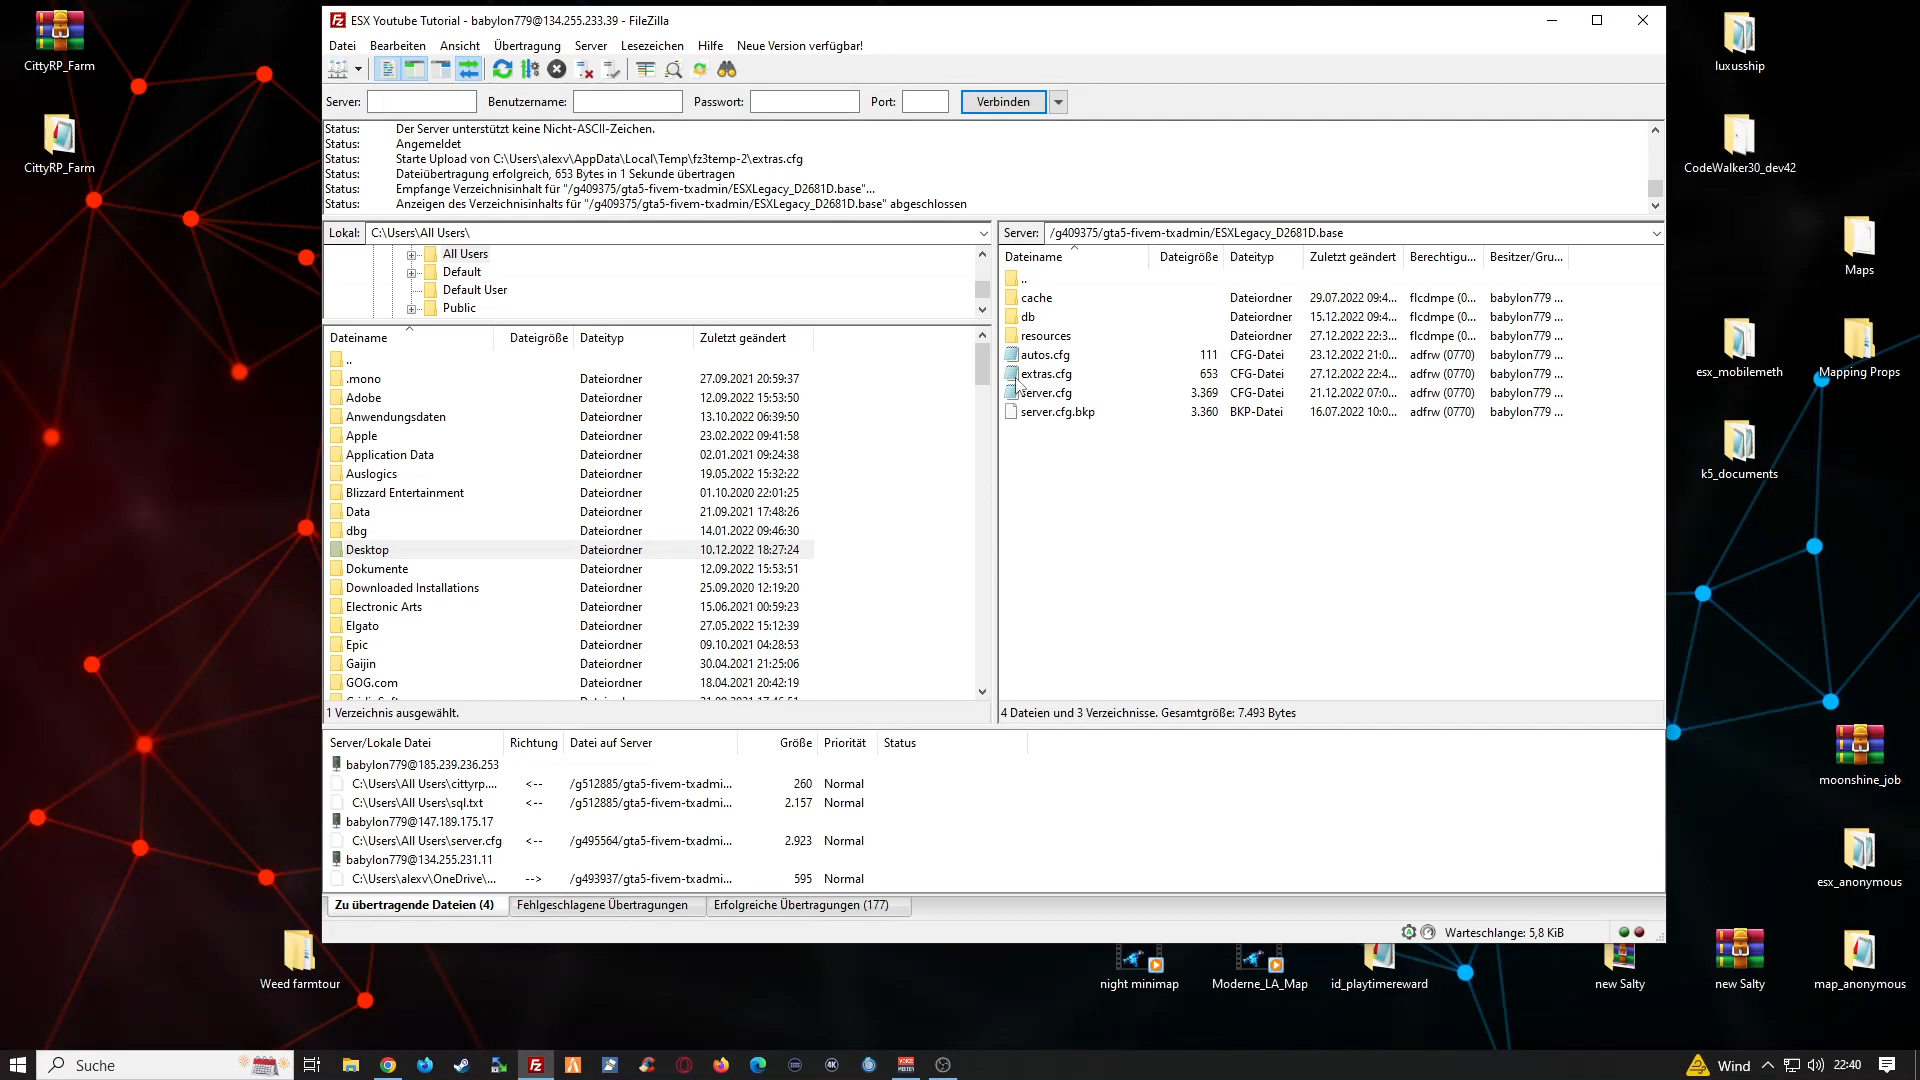 ESX Youtube Tutorial - babylon779@134.255.233.39 - FileZilla
Datei Bearbeiten Ansicht Übertragung Server Lesezeichen Hilfe Neue Version verfügbar!
Server: Benutzername: Passwort: Port: Verbinden
Status: Der Server unterstützt keine Nicht-ASCII-Zeichen.
Status: Angemeldet
Status: Starte Upload von C:\Users\alexv\AppData\Local\Temp\fz3temp-2\extras.cfg
Status: Dateiübertragung erfolgreich, 653 Bytes in 1 Sekunde übertragen
Status: Empfange Verzeichnisinhalt für "/g409375/gta5-fivem-txadmin/ESXLegacy_D2681D.base"...
Status: Anzeigen des Verzeichnisinhalts für "/g409375/gta5-fivem-txadmin/ESXLegacy_D2681D.base" abgeschlossen
Lokal: C:\Users\All Users\
All Users
Default
Default User
Public
Dateiname Dateigröße Dateityp Zuletzt geändert
..
.mono Dateiordner 27.09.2021 20:59:37
Adobe Dateiordner 12.09.2022 15:53:50
Anwendungsdaten Dateiordner 13.10.2022 06:39:50
Apple Dateiordner 23.02.2022 09:41:58
Application Data Dateiordner 02.01.2021 09:24:38
Auslogics Dateiordner 19.05.2022 15:32:22
Blizzard Entertainment Dateiordner 01.10.2020 22:01:25
Data Dateiordner 21.09.2021 17:48:26
dbg Dateiordner 14.01.2022 09:46:30
Desktop Dateiordner 10.12.2022 18:27:24
Dokumente Dateiordner 12.09.2022 15:53:51
Downloaded Installations Dateiordner 25.09.2020 12:19:20
Electronic Arts Dateiordner 15.06.2021 00:59:23
Elgato Dateiordner 27.05.2022 15:12:39
Epic Dateiordner 09.10.2021 04:28:53
Gaijin Dateiordner 30.04.2021 21:25:06
GOG.com Dateiordner 18.04.2021 20:42:19
1 Verzeichnis ausgewählt.
Server: /g409375/gta5-fivem-txadmin/ESXLegacy_D2681D.base
Dateiname Dateigröße Dateityp Zuletzt geändert Berechtigu... Besitzer/Gru...
..
cache Dateiordner 29.07.2022 09:4... flcdmpe (0... babylon779 ...
db Dateiordner 15.12.2022 09:4... flcdmpe (0... babylon779 ...
resources Dateiordner 27.12.2022 22:3... flcdmpe (0... babylon779 ...
autos.cfg 111 CFG-Datei 23.12.2022 21:0... adfrw (0770) babylon779 ...
extras.cfg 653 CFG-Datei 27.12.2022 22:4... adfrw (0770) babylon779 ...
server.cfg 3.369 CFG-Datei 21.12.2022 07:0... adfrw (0770) babylon779 ...
server.cfg.bkp 3.360 BKP-Datei 16.07.2022 10:0... adfrw (0770) babylon779 ...
4 Dateien und 3 Verzeichnisse. Gesamtgröße: 7.493 Bytes
Server/Lokale Datei Richtung Datei auf Server Größe Priorität Status
babylon779@185.239.236.253
C:\Users\All Users\cittyrp.... <-- /g512885/gta5-fivem-txadmi... 260 Normal
C:\Users\All Users\sql.txt <-- /g512885/gta5-fivem-txadmi... 2.157 Normal
babylon779@147.189.175.17
C:\Users\All Users\server.cfg <-- /g495564/gta5-fivem-txadmi... 2.923 Normal
babylon779@134.255.231.11
C:\Users\alexv\OneDrive\... --> /g493937/gta5-fivem-txadmi... 595 Normal
Zu übertragende Dateien (4) Fehlgeschlagene Übertragungen Erfolgreiche Übertragungen (177)
Warteschlange: 5,8 KiB
CittyRP_Farm
CittyRP_Farm
Weed farmtour
luxusship
CodeWalker30_dev42
Maps
esx_mobilemeth
Mapping Props
k5_documents
moonshine_job
esx_anonymous
night minimap
Moderne_LA_Map
id_playtimereward
new Salty
new Salty
map_anonymous
Suche
Wind
22:40